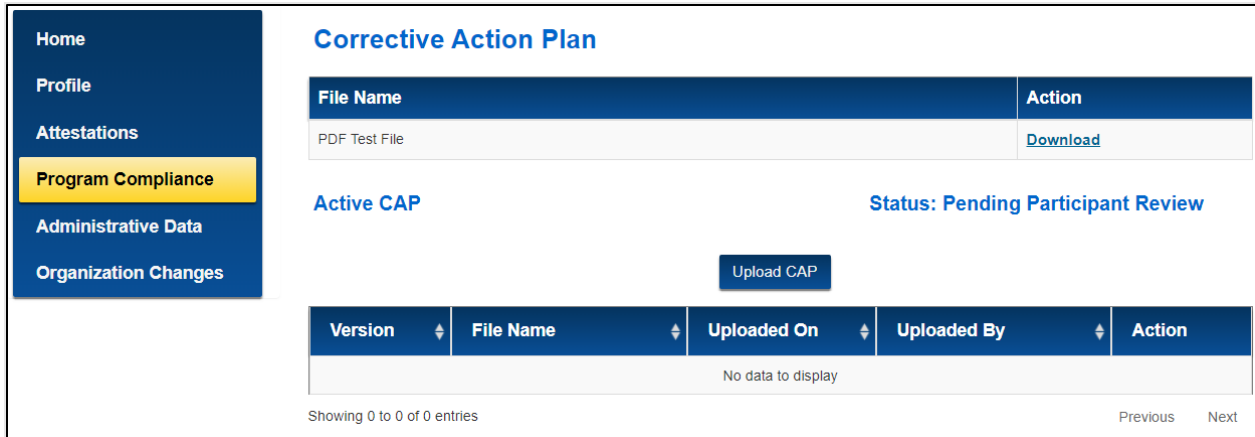 Home
Profile
Attestations
Program Compliance
Administrative Data
Organization Changes
Corrective Action Plan
File Name Action
PDF Test File Download
Active CAP Status: Pending Participant Review
Upload CAP
Version File Name Uploaded On Uploaded By Action
No data to display
Showing 0 to 0 of 0 entries Previous Next